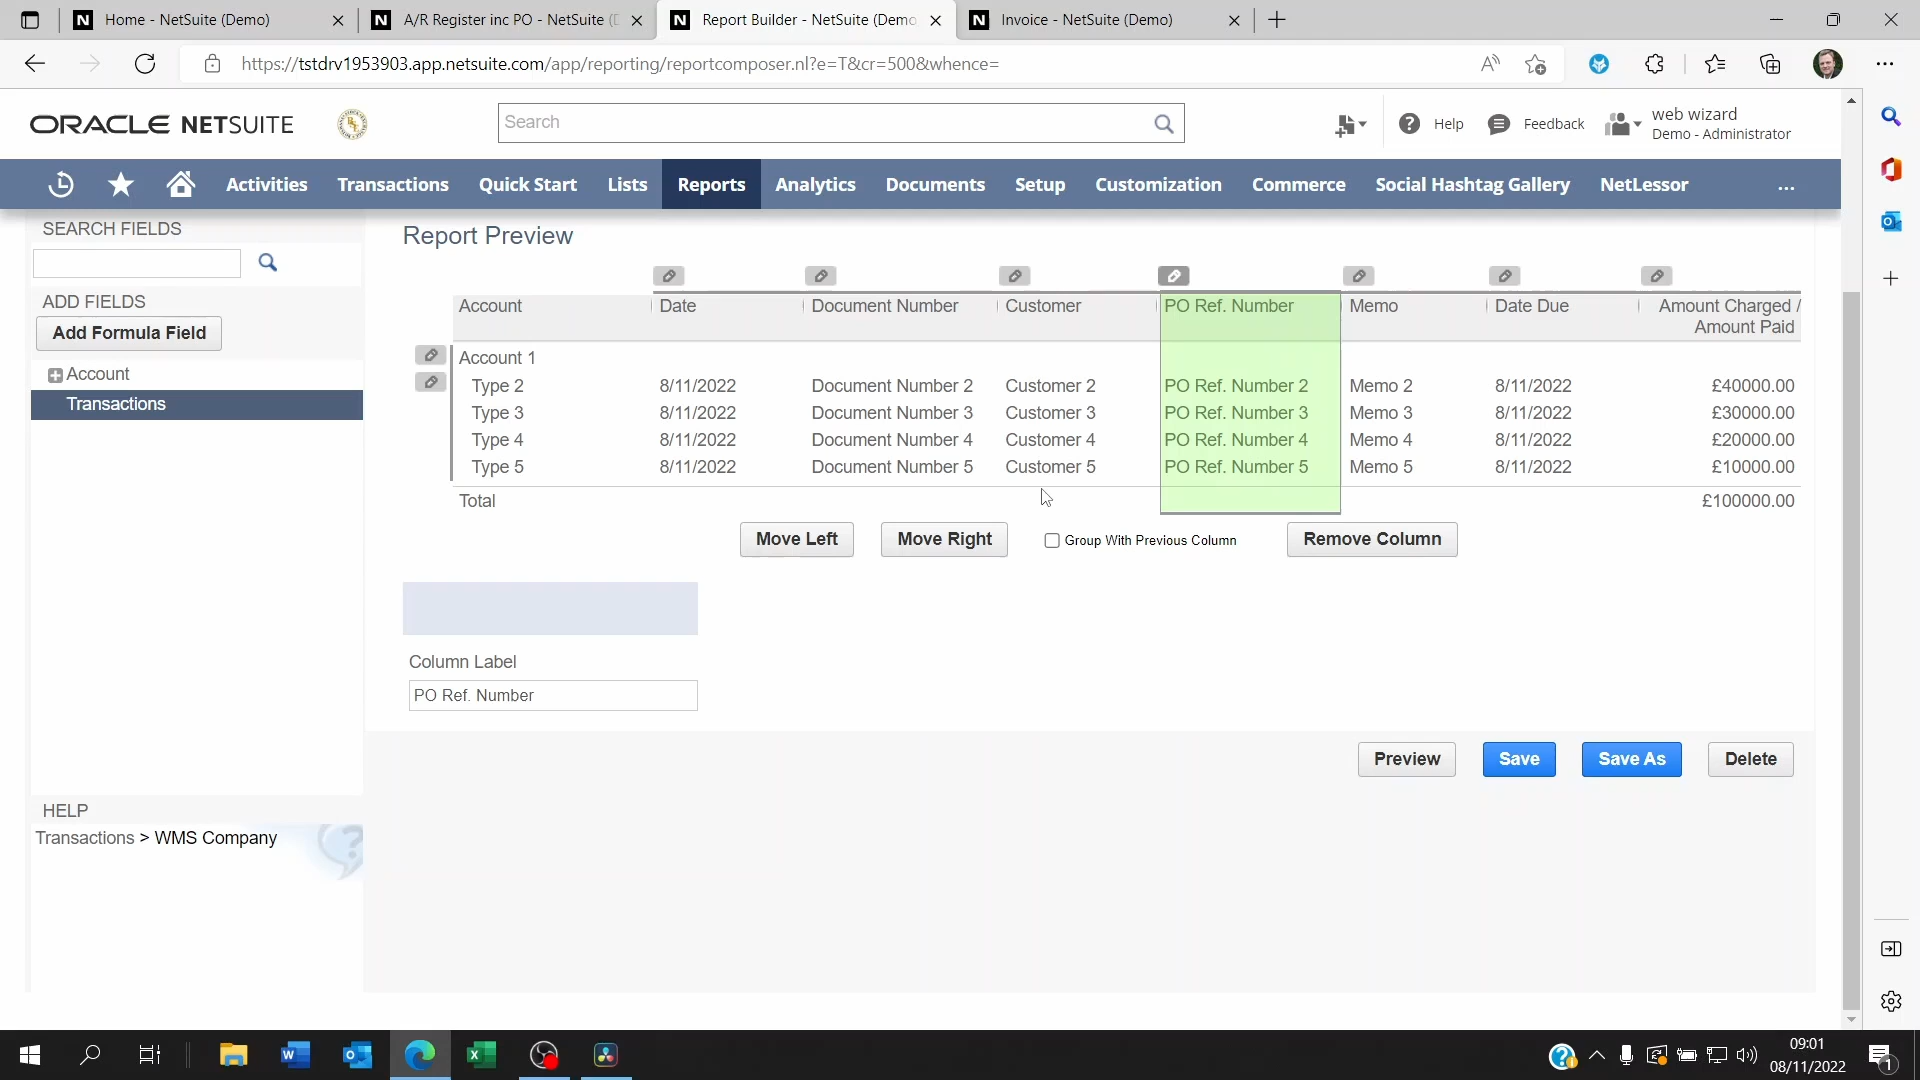 Home - NetSuite (Demo)
A/R Register inc PO - NetSuite (D
Report Builder - NetSuite (Demo
Invoice - NetSuite (Demo)
https://tstdrv1953903.app.netsuite.com/app/reporting/reportcomposer.nl?e=T&cr=500&whence=
ORACLE NETSUITE
Search
Help
Feedback
web wizard
Demo - Administrator
Activities Transactions Quick Start Lists Reports Analytics Documents Setup Customization Commerce Social Hashtag Gallery NetLessor ...
SEARCH FIELDS
ADD FIELDS
Add Formula Field
Account
Transactions
Report Preview
Account Date Document Number Customer PO Ref. Number Memo Date Due Amount Charged /
Amount Paid
Account 1
Type 2 8/11/2022 Document Number 2 Customer 2 PO Ref. Number 2 Memo 2 8/11/2022 £40000.00
Type 3 8/11/2022 Document Number 3 Customer 3 PO Ref. Number 3 Memo 3 8/11/2022 £30000.00
Type 4 8/11/2022 Document Number 4 Customer 4 PO Ref. Number 4 Memo 4 8/11/2022 £20000.00
Type 5 8/11/2022 Document Number 5 Customer 5 PO Ref. Number 5 Memo 5 8/11/2022 £10000.00
Total £100000.00
Move Left Move Right Group With Previous Column Remove Column
Column Label
PO Ref. Number
Preview Save Save As Delete
HELP
Transactions > WMS Company
09:01
08/11/2022
1